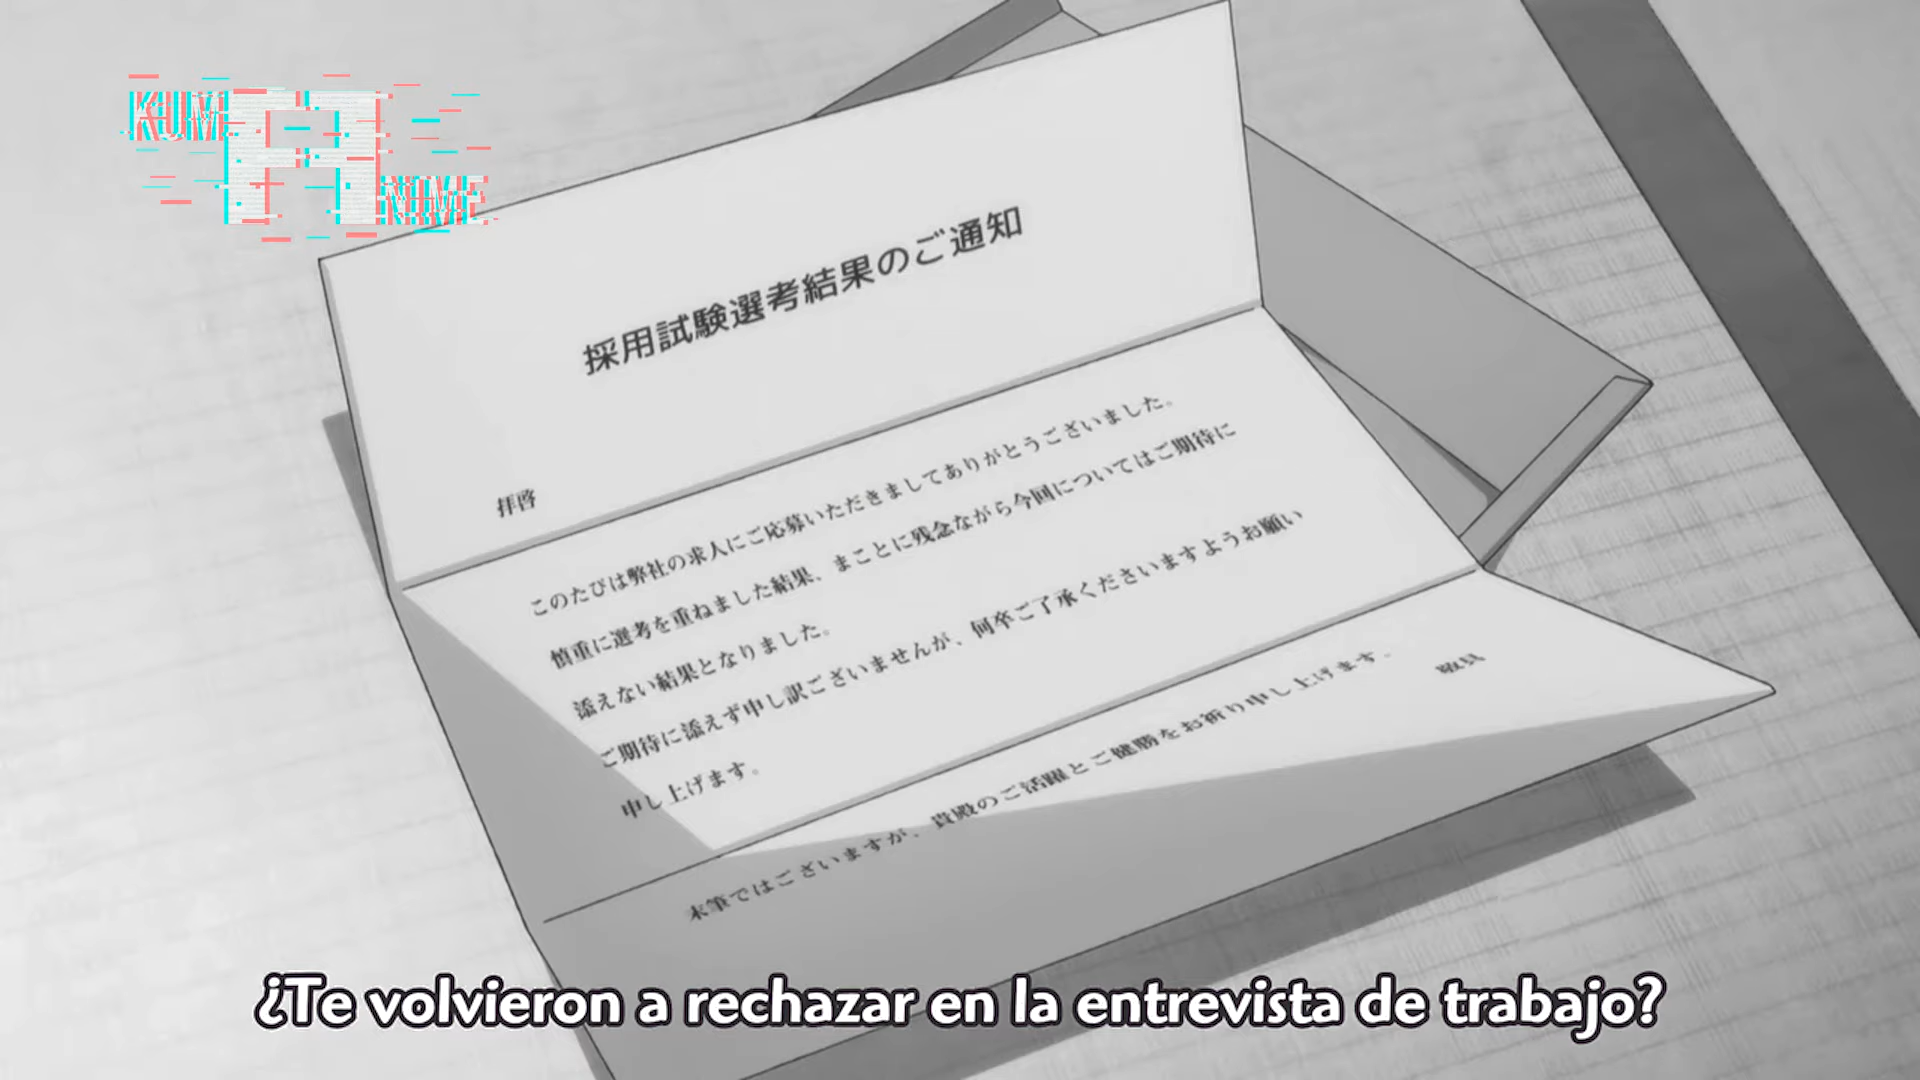 KUM
A
NIME
採用試験選考結果のご通知
拝啓
このたびは弊社の求人にご応募いただきましてありがとうございました。
慎重に選考を重ねました結果、まことに残念ながら今回についてはご期待に
添えない結果となりました。
ご期待に添えず申し訳ございませんが、何卒ご了承くださいますようお願い
申し上げます。
末筆ではございますが、貴殿のご活躍とご健勝をお祈り申し上げます。
敬具
¿Te volvieron a rechazar en la entrevista de trabajo?